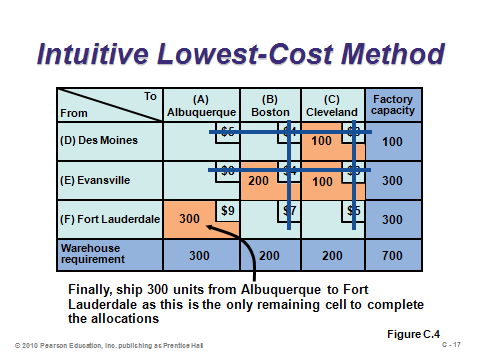 Intuitive Lowest-Cost Method
To
From
(A)
Albuquerque
(B)
Boston
(C)
Cleveland
Factory
capacity
(D) Des Moines
$5
$4
100
$3
100
(E) Evansville
$8
200
$4
100
$3
300
(F) Fort Lauderdale
300
$9
$7
$5
300
Warehouse
requirement
300
200
200
700
Finally, ship 300 units from Albuquerque to Fort
Lauderdale as this is the only remaining cell to complete
the allocations
Figure C.4
© 2010 Pearson Education, Inc. publishing as Prentice Hall
C - 17